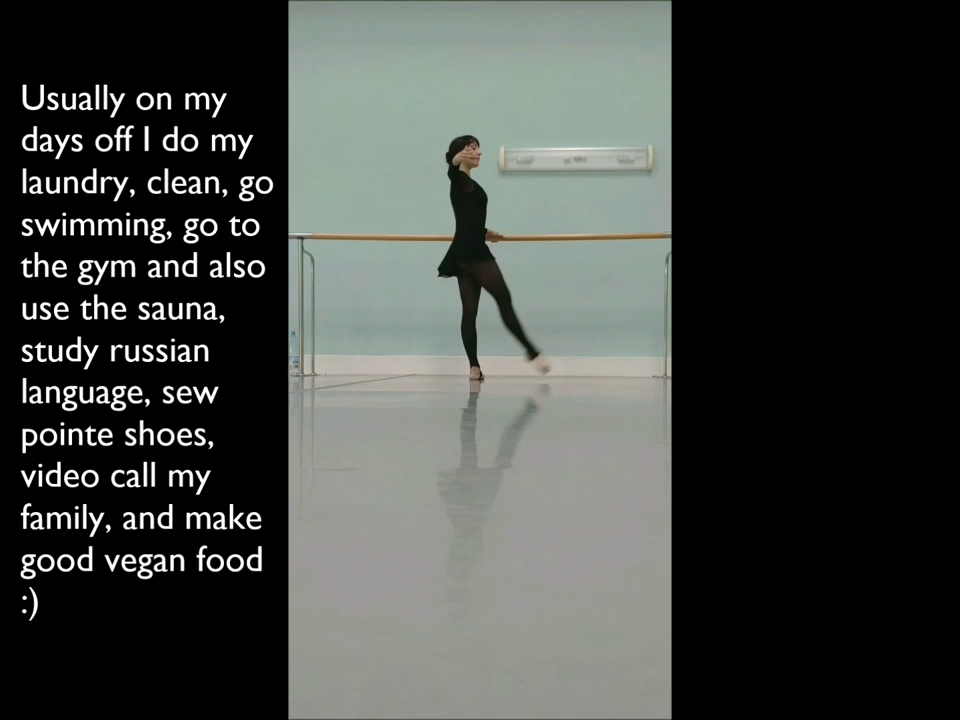 Usually on my
days off I do my
laundry, clean, go
swimming, go to
the gym and also
use the sauna,
study russian
language, sew
pointe shoes,
video call my
family, and make
good vegan food
:)